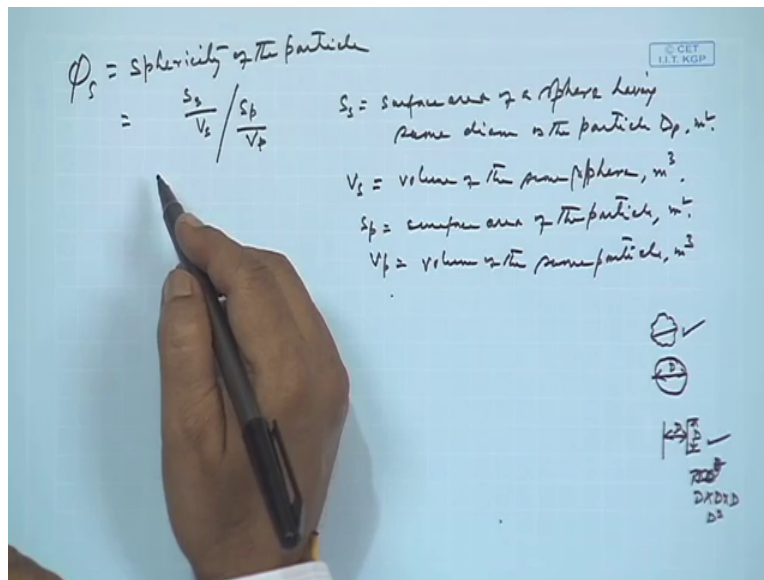 φs = sphericity of the particle
= Ss/Vs / Sp/Vp
Ss = surface area of a sphere having
same diam as the particle Dp, m².
Vs = volume of the same sphere, m³.
Sp = surface area of the particle, m².
Vp = volume of the same particle, m³
© CET
I.I.T. KGP
D
D
D
D×D×D
D³